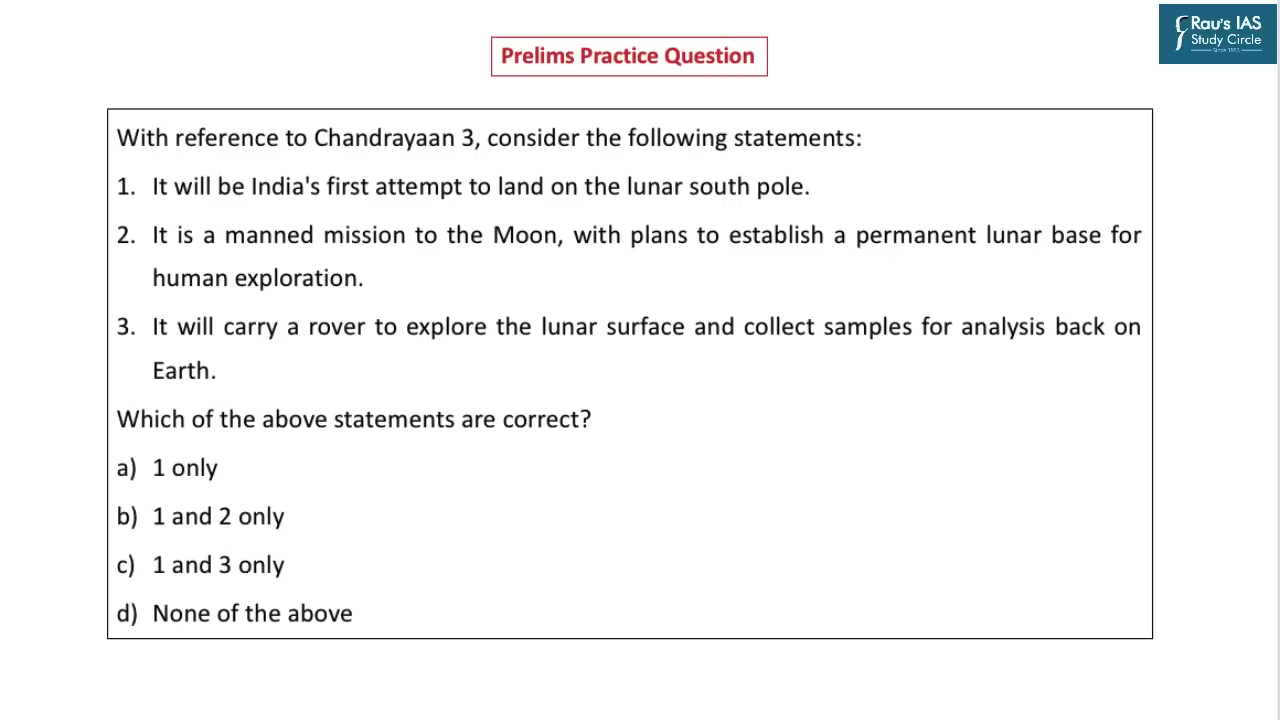 Rau's IAS
Study Circle
Since 1953
Prelims Practice Question
With reference to Chandrayaan 3, consider the following statements:
1. It will be India's first attempt to land on the lunar south pole.
2. It is a manned mission to the Moon, with plans to establish a permanent lunar base for
human exploration.
3. It will carry a rover to explore the lunar surface and collect samples for analysis back on
Earth.
Which of the above statements are correct?
a) 1 only
b) 1 and 2 only
c) 1 and 3 only
d) None of the above